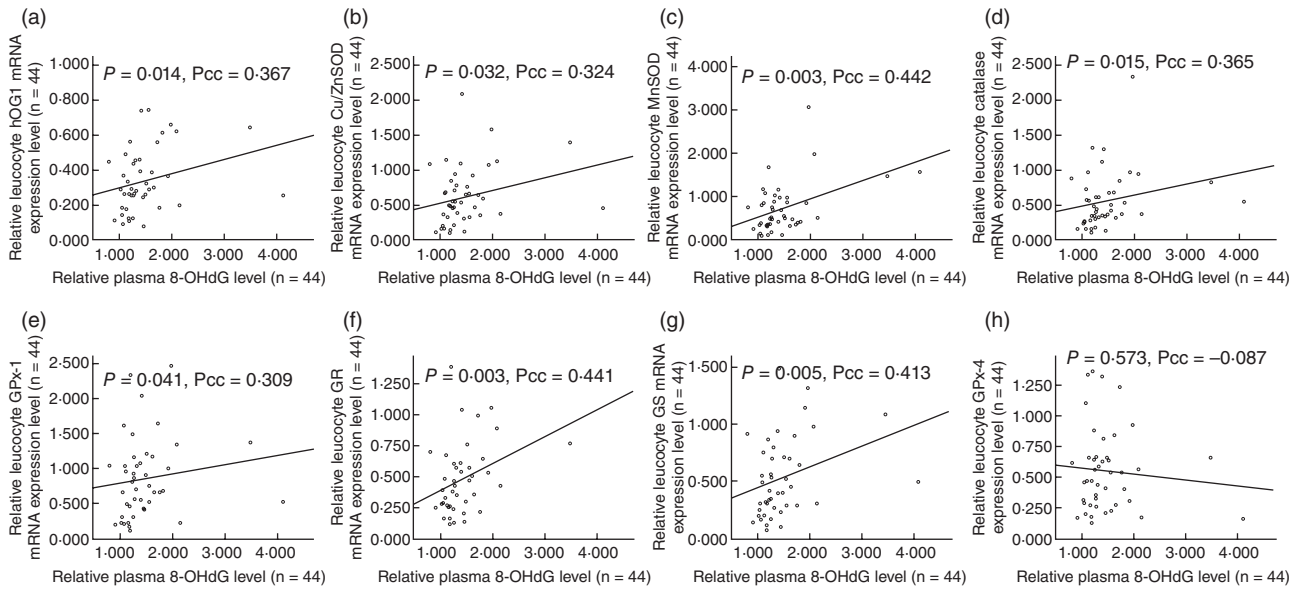 (a)
Relative leucocyte hOG1 mRNA
expression level (n = 44)
1·000
0·800
0·600
0·400
0·200
0·000
P = 0·014, Pcc = 0·367
1·000 2·000 3·000 4·000
Relative plasma 8-OHdG level (n = 44)
(b)
Relative leucocyte Cu/ZnSOD
mRNA expression level (n = 44)
2·500
2·000
1·500
1·000
0·500
0·000
P = 0·032, Pcc = 0·324
1·000 2·000 3·000 4·000
Relative plasma 8-OHdG level (n = 44)
(c)
Relative leucocyte MnSOD
mRNA expression level (n = 44)
4·000
3·000
2·000
1·000
0·000
P = 0·003, Pcc = 0·442
1·000 2·000 3·000 4·000
Relative plasma 8-OHdG level (n = 44)
(d)
Relative leucocyte catalase
mRNA expression level (n = 44)
2·500
2·000
1·500
1·000
0·500
0·000
P = 0·015, Pcc = 0·365
1·000 2·000 3·000 4·000
Relative plasma 8-OHdG level (n = 44)
(e)
Relative leucocyte GPx-1
mRNA expression level (n = 44)
2·500
2·000
1·500
1·000
0·500
0·000
P = 0·041, Pcc = 0·309
1·000 2·000 3·000 4·000
Relative plasma 8-OHdG level (n = 44)
(f)
Relative leucocyte GR
mRNA expression level (n = 44)
1·250
1·000
0·750
0·500
0·250
0·000
P = 0·003, Pcc = 0·441
1·000 2·000 3·000 4·000
Relative plasma 8-OHdG level (n = 44)
(g)
Relative leucocyte GS mRNA
expression level (n = 44)
1·500
1·000
0·500
0·000
P = 0·005, Pcc = 0·413
1·000 2·000 3·000 4·000
Relative plasma 8-OHdG level (n = 44)
(h)
Relative leucocyte GPx-4
expression level (n = 44)
1·250
1·000
0·750
0·500
0·250
0·000
P = 0·573, Pcc = –0·087
1·000 2·000 3·000 4·000
Relative plasma 8-OHdG level (n = 44)